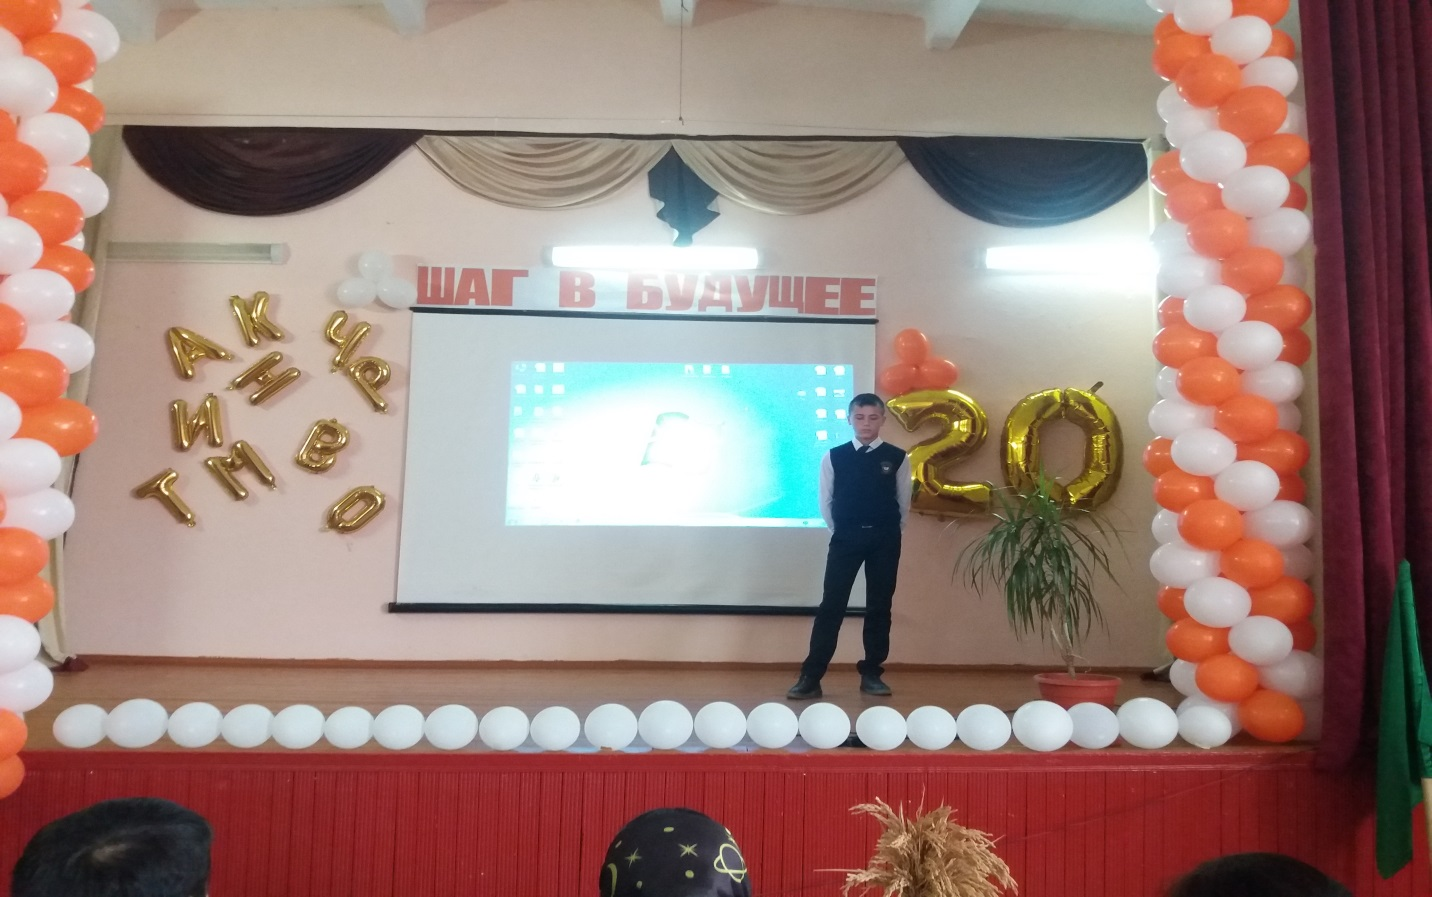 ШАГ В БУДУЩЕЕ
А К Ч
Н Р
И М В
Т О
20